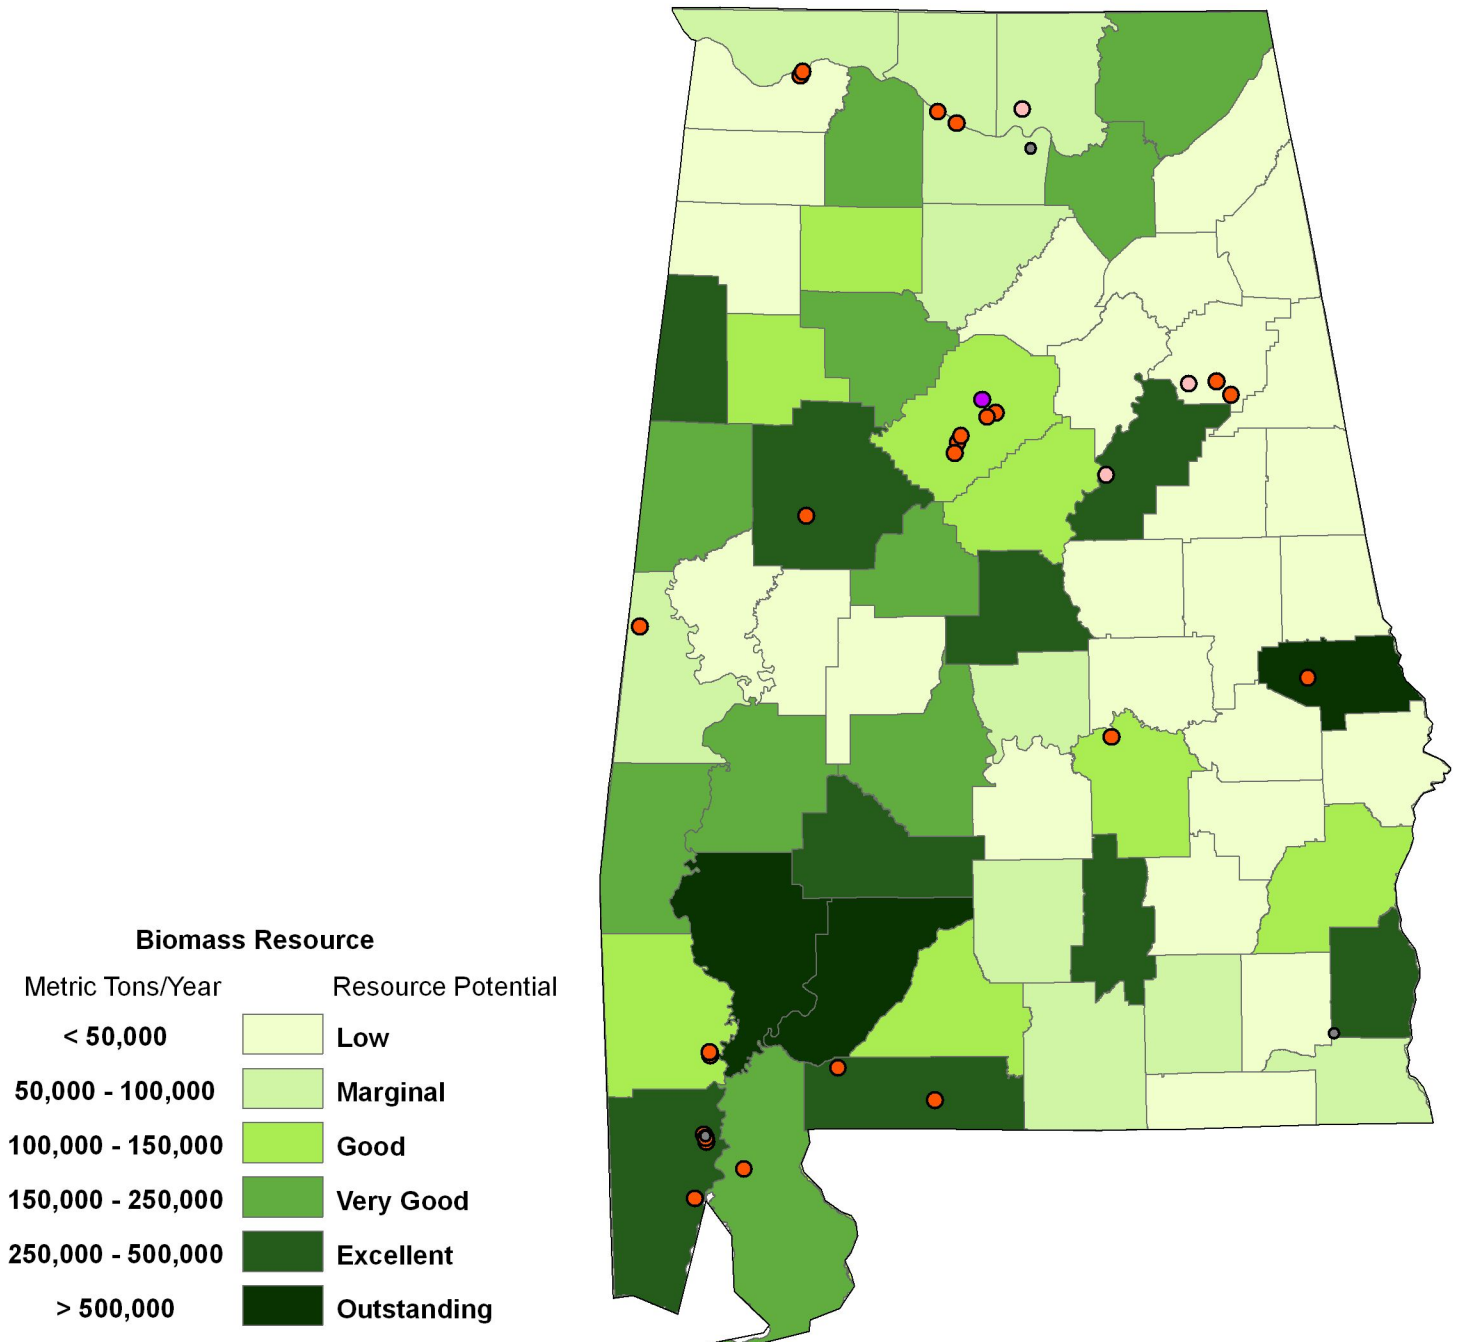 Biomass Resource
Metric Tons/Year Resource Potential
< 50,000 Low
50,000 - 100,000 Marginal
100,000 - 150,000 Good
150,000 - 250,000 Very Good
250,000 - 500,000 Excellent
> 500,000 Outstanding